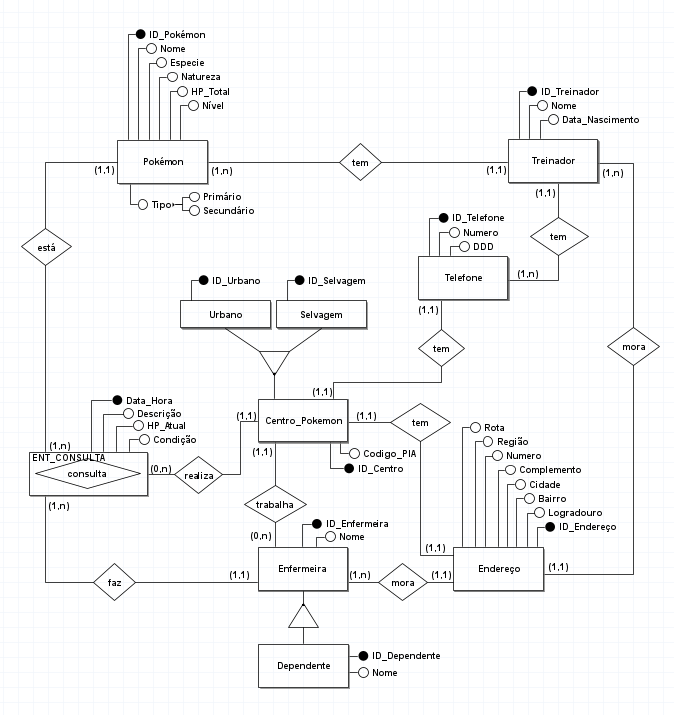 ID_Pokémon
Nome
Especie
Natureza
HP_Total
Nível
ID_Treinador
Nome
Data_Nascimento
Pokémon
(1,1)
(1,n)
tem
(1,1)
Treinador
(1,n)
(1,1)
Tipo
Primário
Secundário
está
ID_Telefone
Numero
DDD
tem
Telefone
(1,n)
(1,1)
ID_Urbano
ID_Selvagem
Urbano
Selvagem
tem
mora
(1,1)
Data_Hora
Descrição
HP_Atual
Condição
(1,1)
Centro_Pokemon
(1,1)
tem
(1,1)
Codigo_PIA
ID_Centro
Rota
Região
Numero
Complemento
Cidade
Bairro
Logradouro
ID_Endereço
(1,n)
ENT_CONSULTA
consulta
(0,n)
realiza
(1,n)
trabalha
(0,n)
ID_Enfermeira
Nome
(1,1)
faz
(1,1)
Enfermeira
(1,n)
mora
(1,1)
Endereço
(1,1)
Dependente
ID_Dependente
Nome